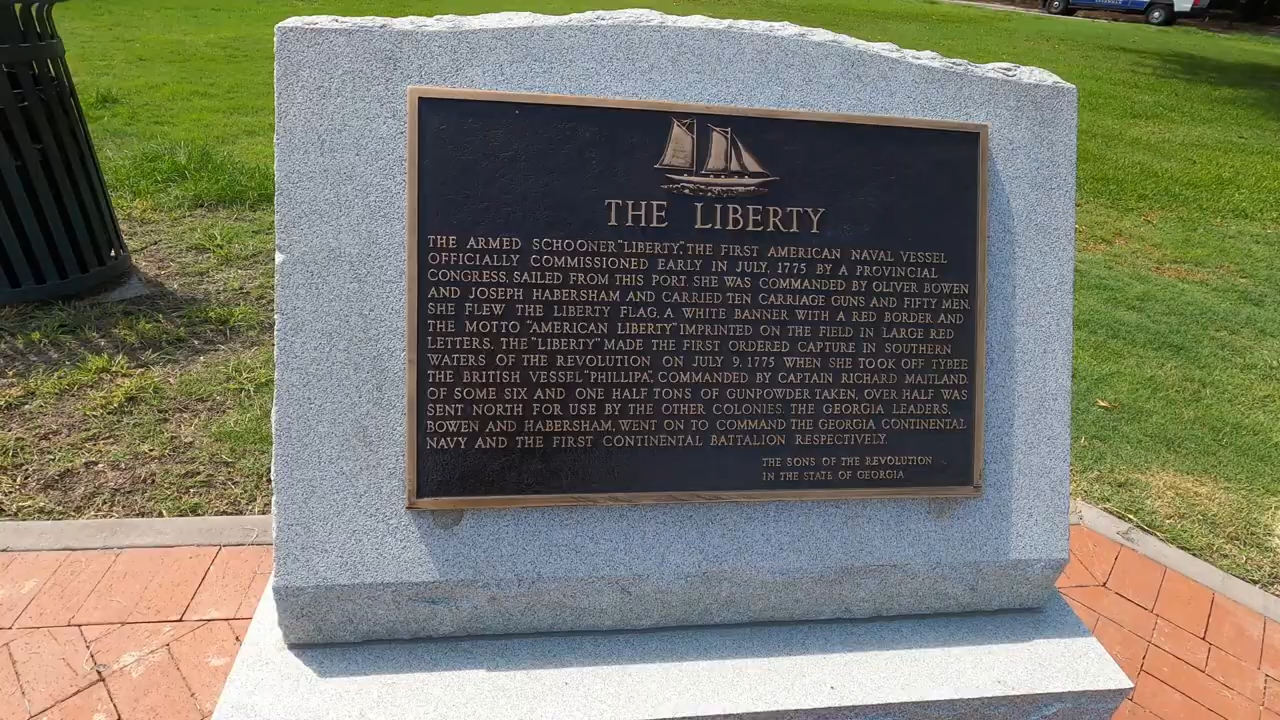 THE LIBERTY
THE ARMED SCHOONER "LIBERTY", THE FIRST AMERICAN NAVAL VESSEL
OFFICIALLY COMMISSIONED EARLY IN JULY, 1775 BY A PROVINCIAL
CONGRESS, SAILED FROM THIS PORT. SHE WAS COMMANDED BY OLIVER BOWEN
AND JOSEPH HABERSHAM AND CARRIED TEN CARRIAGE GUNS AND FIFTY MEN.
SHE FLEW THE LIBERTY FLAG, A WHITE BANNER WITH A RED BORDER AND
THE MOTTO "AMERICAN LIBERTY" IMPRINTED ON THE FIELD IN LARGE RED
LETTERS. THE "LIBERTY" MADE THE FIRST ORDERED CAPTURE IN SOUTHERN
WATERS OF THE REVOLUTION ON JULY 9, 1775 WHEN SHE TOOK OFF TYBEE
THE BRITISH VESSEL "PHILLIPA", COMMANDED BY CAPTAIN RICHARD MAITLAND.
OF SOME SIX AND ONE HALF TONS OF GUNPOWDER TAKEN, OVER HALF WAS
SENT NORTH FOR USE BY THE OTHER COLONIES. THE GEORGIA LEADERS,
BOWEN AND HABERSHAM, WENT ON TO COMMAND THE GEORGIA CONTINENTAL
NAVY AND THE FIRST CONTINENTAL BATTALION RESPECTIVELY.
THE SONS OF THE REVOLUTION
IN THE STATE OF GEORGIA